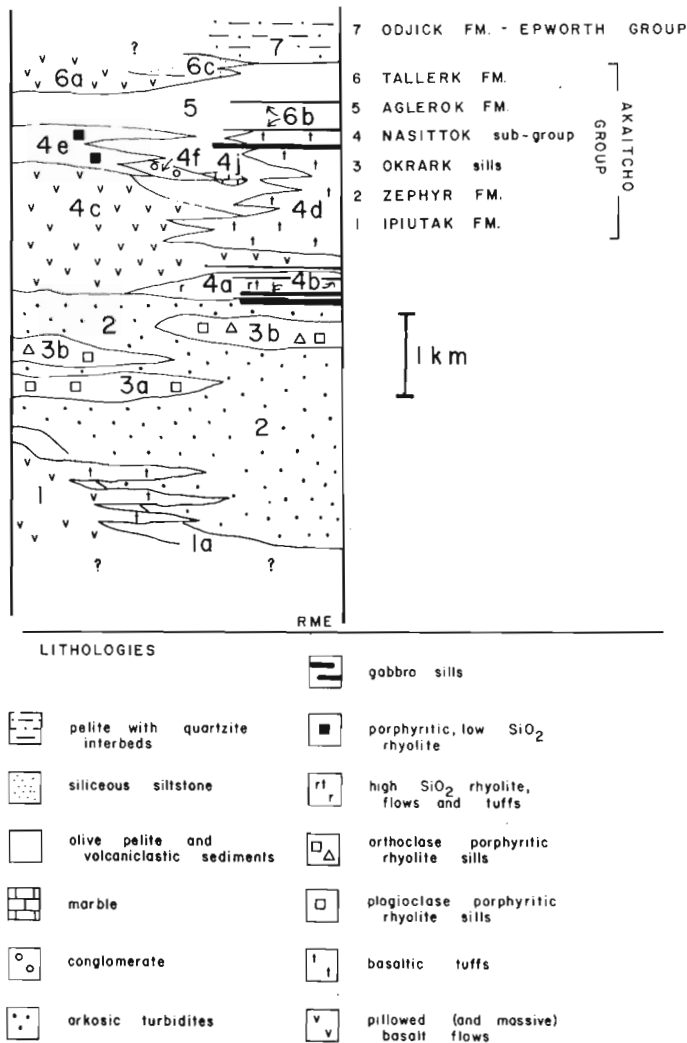 7 ODJICK FM. - EPWORTH GROUP
6 TALLERK FM.
5 AGLEROK FM.
4 NASITTOK sub-group
3 OKRARK sills
2 ZEPHYR FM.
1 IPIUTAK FM.
AKAITCHO
GROUP
?
7
6c
6a
5
6b
4e
4f
4j
4c
4d
r
4a
rt
4b
2
3b
3b
3a
2
1
1a
?
?
1 km
RME
LITHOLOGIES
pelite with quartzite
interbeds
siliceous siltstone
olive pelite and
volcaniclastic sediments
marble
conglomerate
arkosic turbidites
gabbro sills
porphyritic, low SiO2
rhyolite
rt
r
high SiO2 rhyolite,
flows and tuffs
orthoclase porphyritic
rhyolite sills
plagioclase porphyritic
rhyolite sills
t
t
basaltic tuffs
v
v
pillowed (and massive)
basalt flows